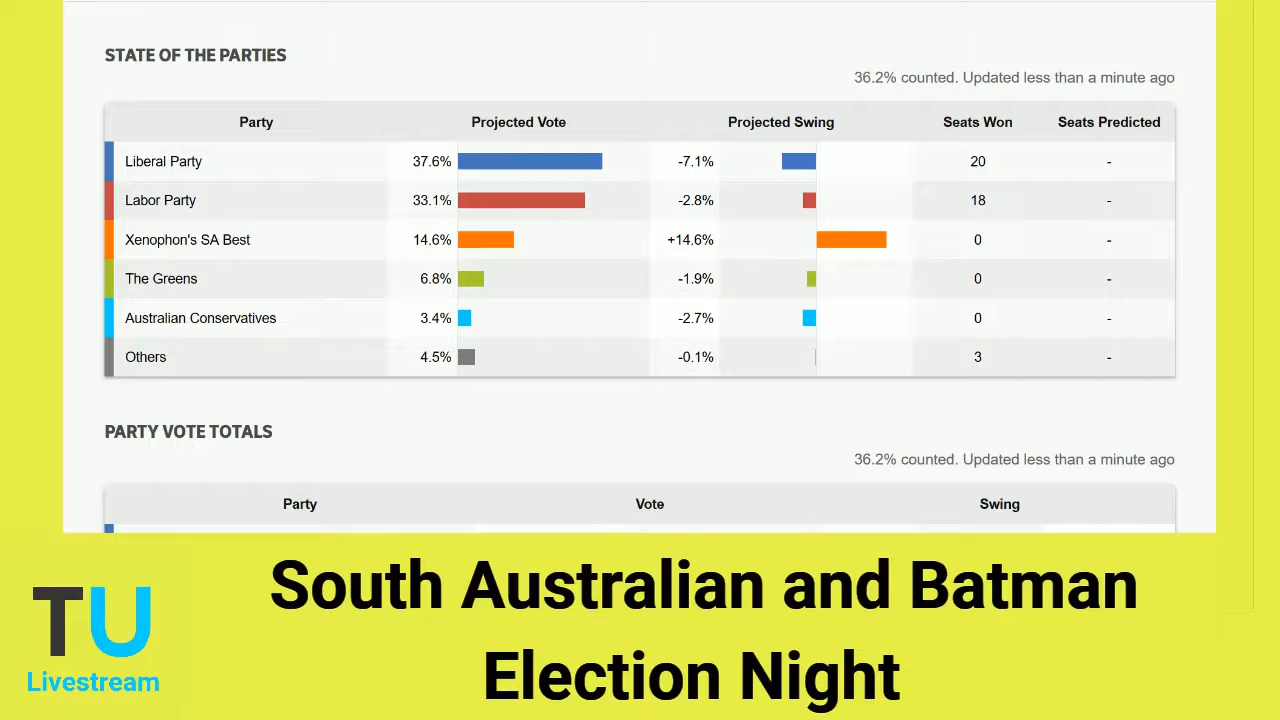 STATE OF THE PARTIES
36.2% counted. Updated less than a minute ago
Party Projected Vote Projected Swing Seats Won Seats Predicted
Liberal Party 37.6% -7.1% 20 -
Labor Party 33.1% -2.8% 18 -
Xenophon's SA Best 14.6% +14.6% 0 -
The Greens 6.8% -1.9% 0 -
Australian Conservatives 3.4% -2.7% 0 -
Others 4.5% -0.1% 3 -
PARTY VOTE TOTALS
36.2% counted. Updated less than a minute ago
Party Vote Swing
South Australian and Batman
Election Night
TU
Livestream